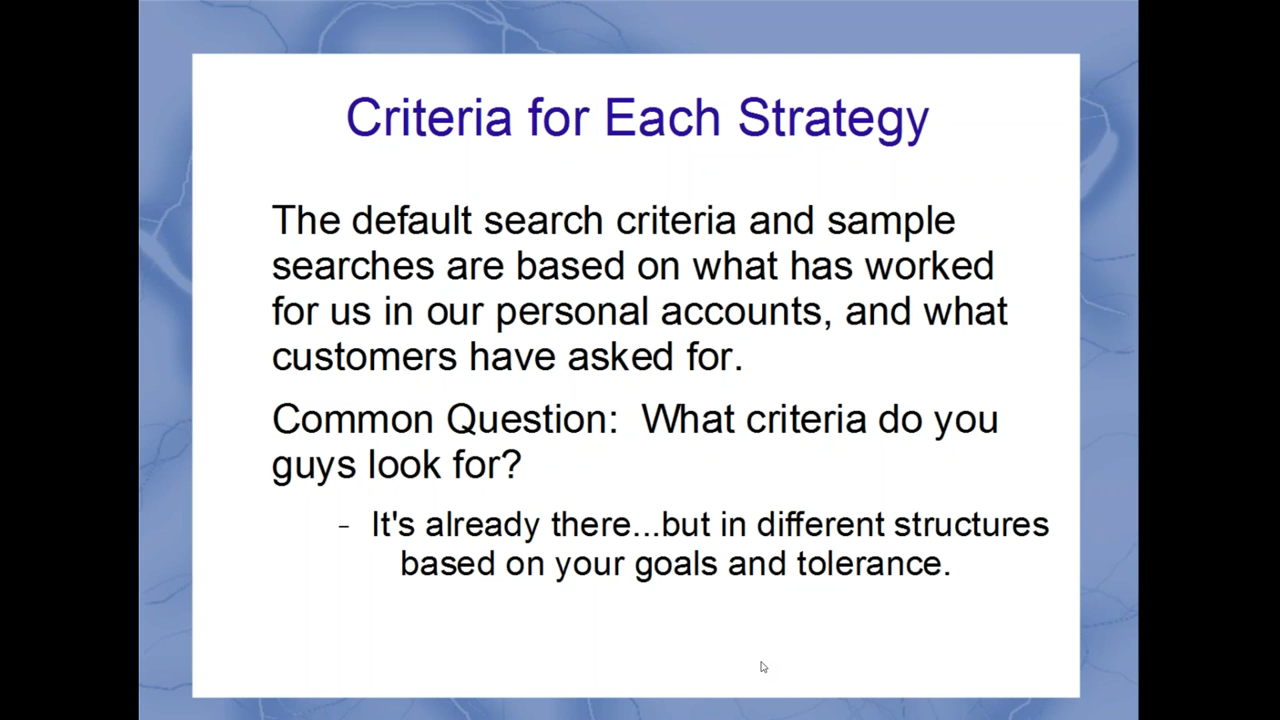 Criteria for Each Strategy
The default search criteria and sample
searches are based on what has worked
for us in our personal accounts, and what
customers have asked for.
Common Question:  What criteria do you
guys look for?
– It's already there...but in different structures
based on your goals and tolerance.